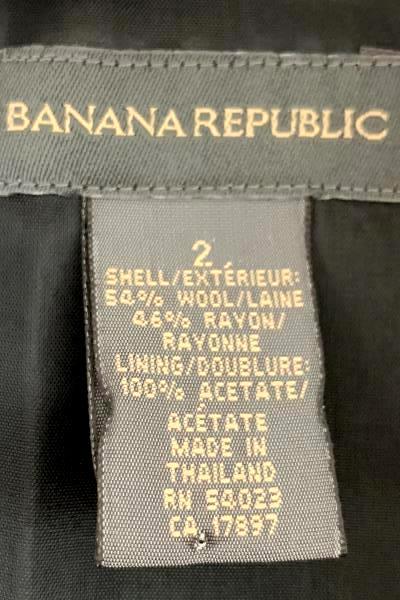 BANANA REPUBLIC
2
SHELL/EXTÉRIEUR:
54% WOOL/LAINE
46% RAYON/
RAYONNE
LINING/DOUBLURE:
100% ACETATE/
ACÉTATE
MADE IN
THAILAND
RN 54023
CA 17897